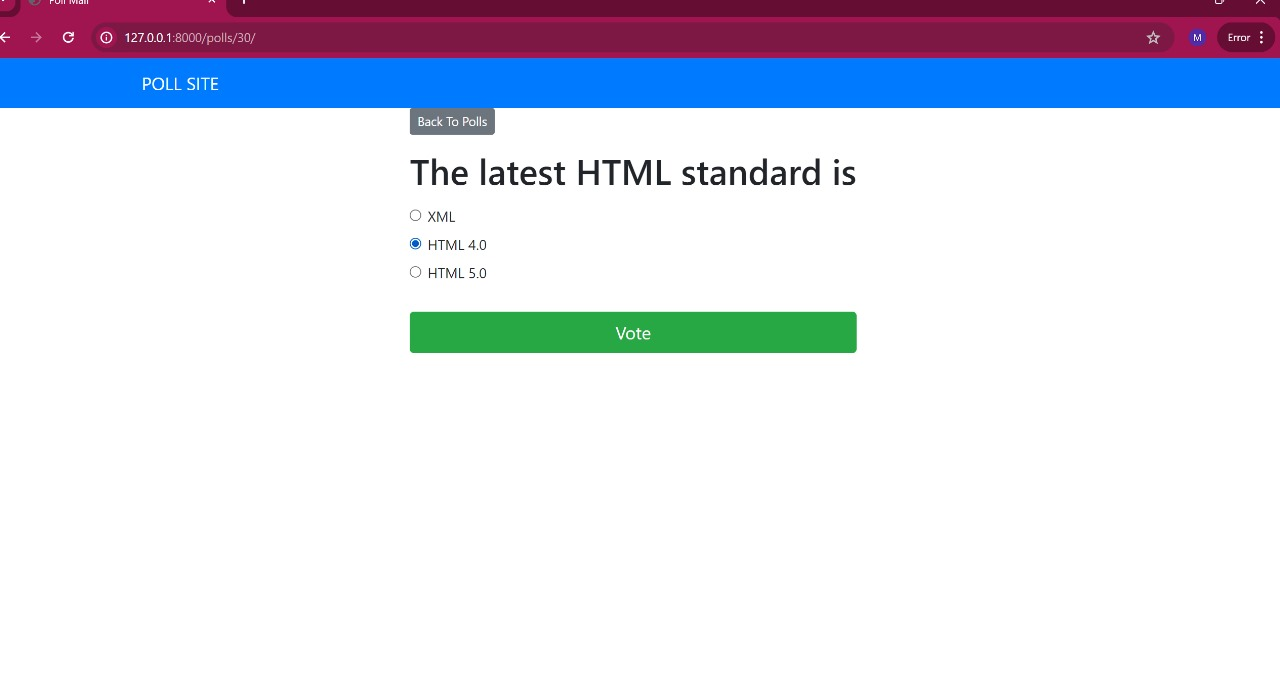 Poll Mall
127.0.0.1:8000/polls/30/
M
Error
POLL SITE
Back To Polls
The latest HTML standard is
XML
HTML 4.0
HTML 5.0
Vote